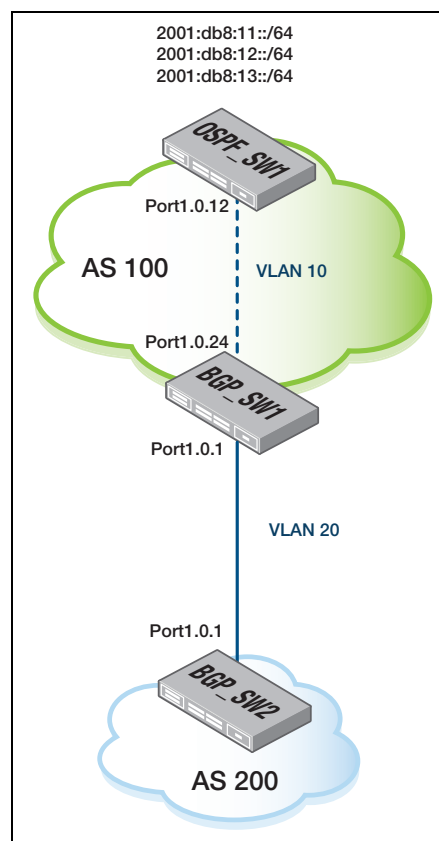 2001:db8:11::/64
2001:db8:12::/64
2001:db8:13::/64
OSPF_SW1
Port1.0.12
AS 100
VLAN 10
Port1.0.24
BGP_SW1
Port1.0.1
VLAN 20
Port1.0.1
BGP_SW2
AS 200